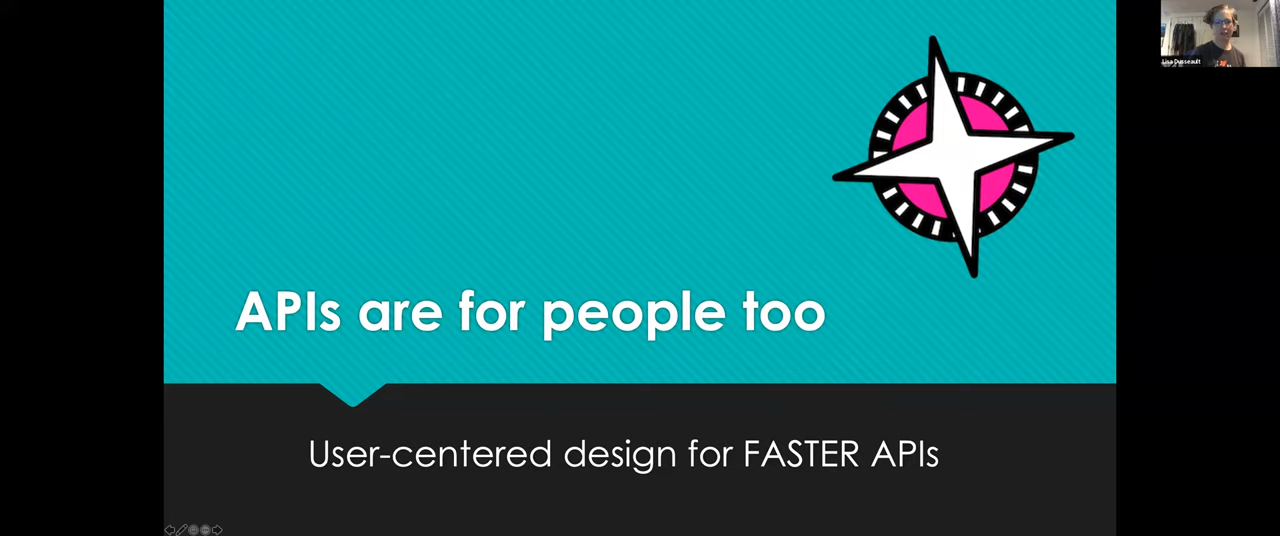 Lisa Dusseault
APIs are for people too
User-centered design for FASTER APIs